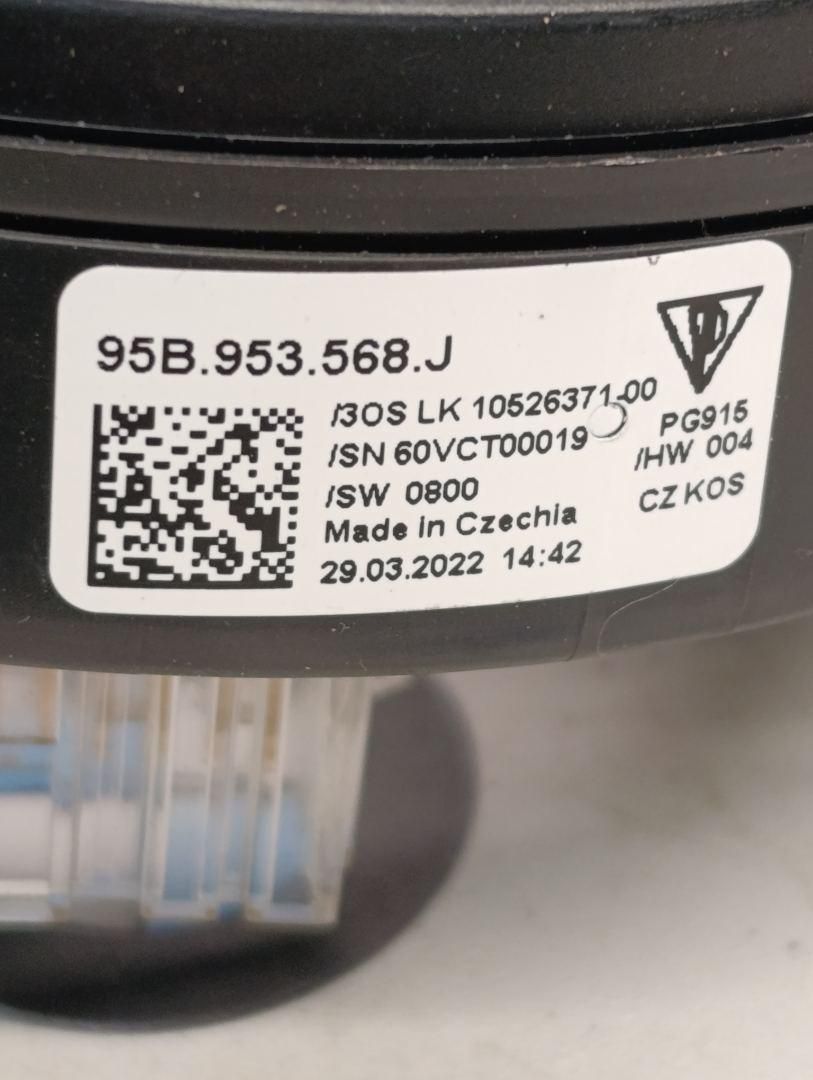 95B.953.568.J
/3OS LK 10526371-00
/SN 60VCT00019
/SW 0800
Made in Czechia
29.03.2022 14:42
PG915
/HW 004
CZ KOS